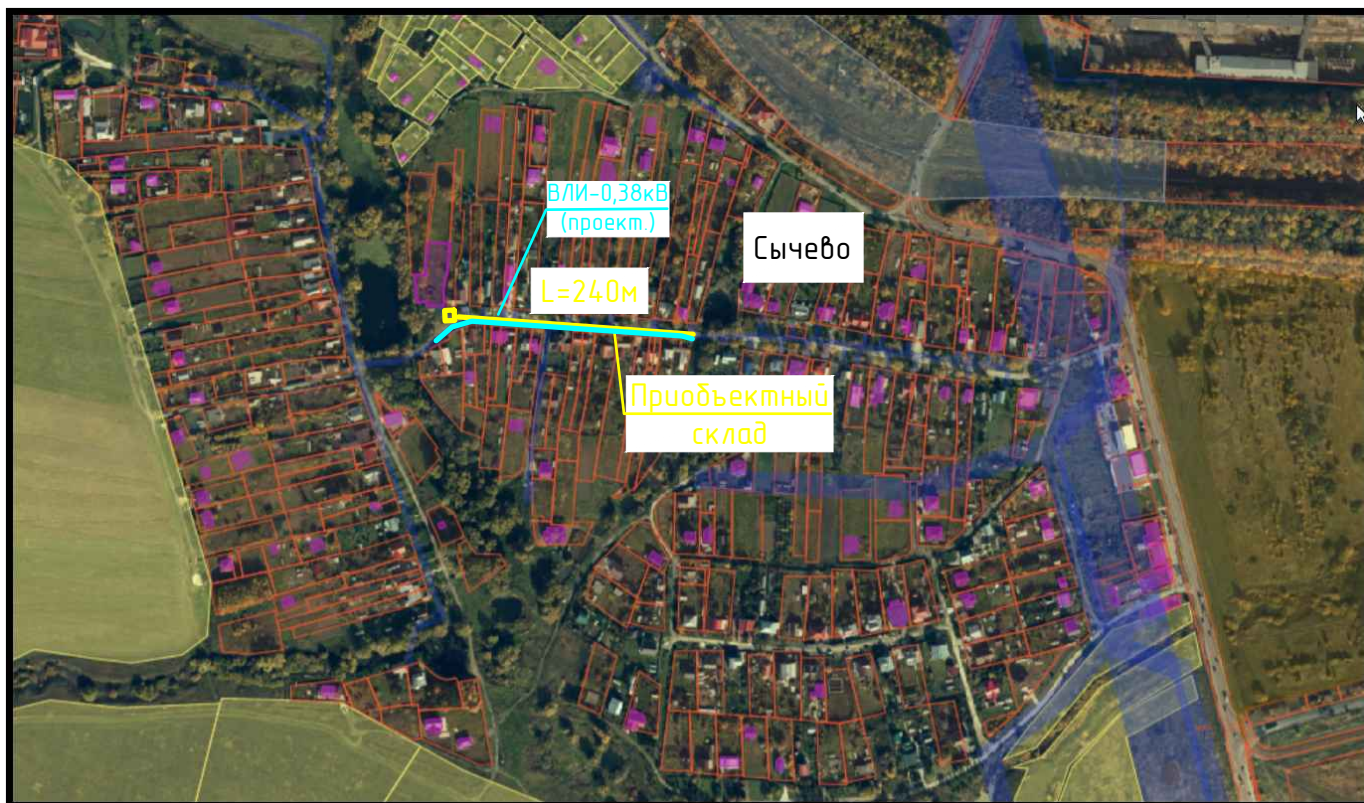 ВЛИ-0,38кВ
(проект.)
Сычево
L=240м
Приобъектный
склад